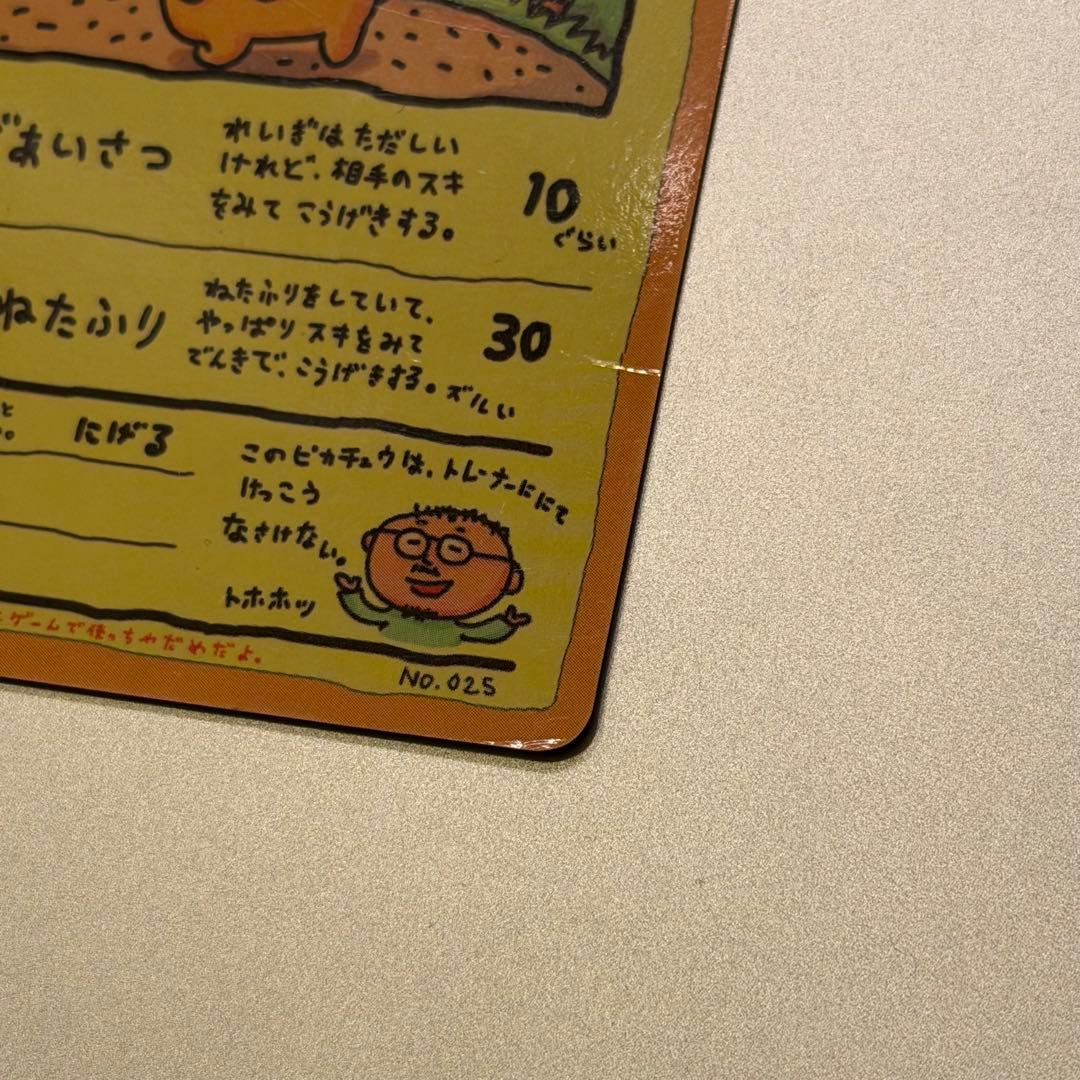 あいさつ
れいぎは ただしい
けれど、相手のスキ
をみて こうげきする。
10
ぐらい
ねたふり
ねたふりをしていて、
やっぱり スキをみて
でんきで、こうげきする。ズルい
30
と
。
にげる
このピカチュウは、トレーナーににて
けっこう
なさけない。
トホホッ
ゲームで使っちゃだめだよ。
No.025